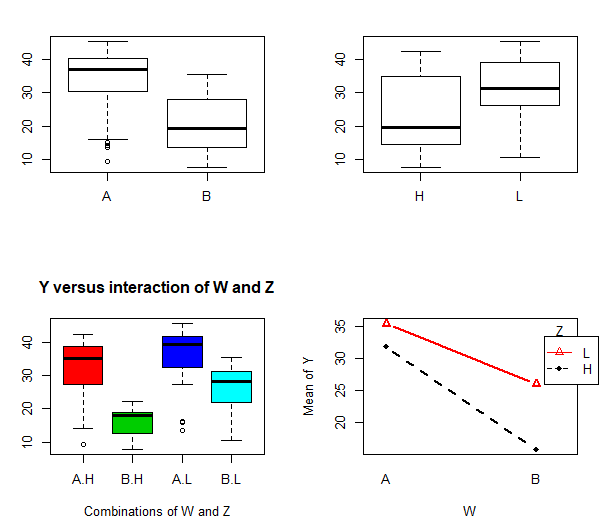 40
30
20
10
A B
40
30
20
10
H L
Y versus interaction of W and Z
40
30
20
10
A.H B.H A.L B.L
Combinations of W and Z
Mean of Y
35
30
25
20
Z
L
H
A B
W